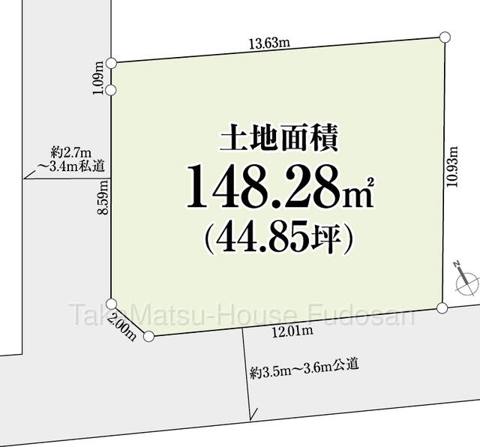 13.63m
1.09m
土地面積
148.28㎡
(44.85坪)
約2.7m
～3.4m私道
8.59m
10.93m
N
TakaMatsu-House Fudosan
2.00m
12.01m
約3.5m～3.6m公道